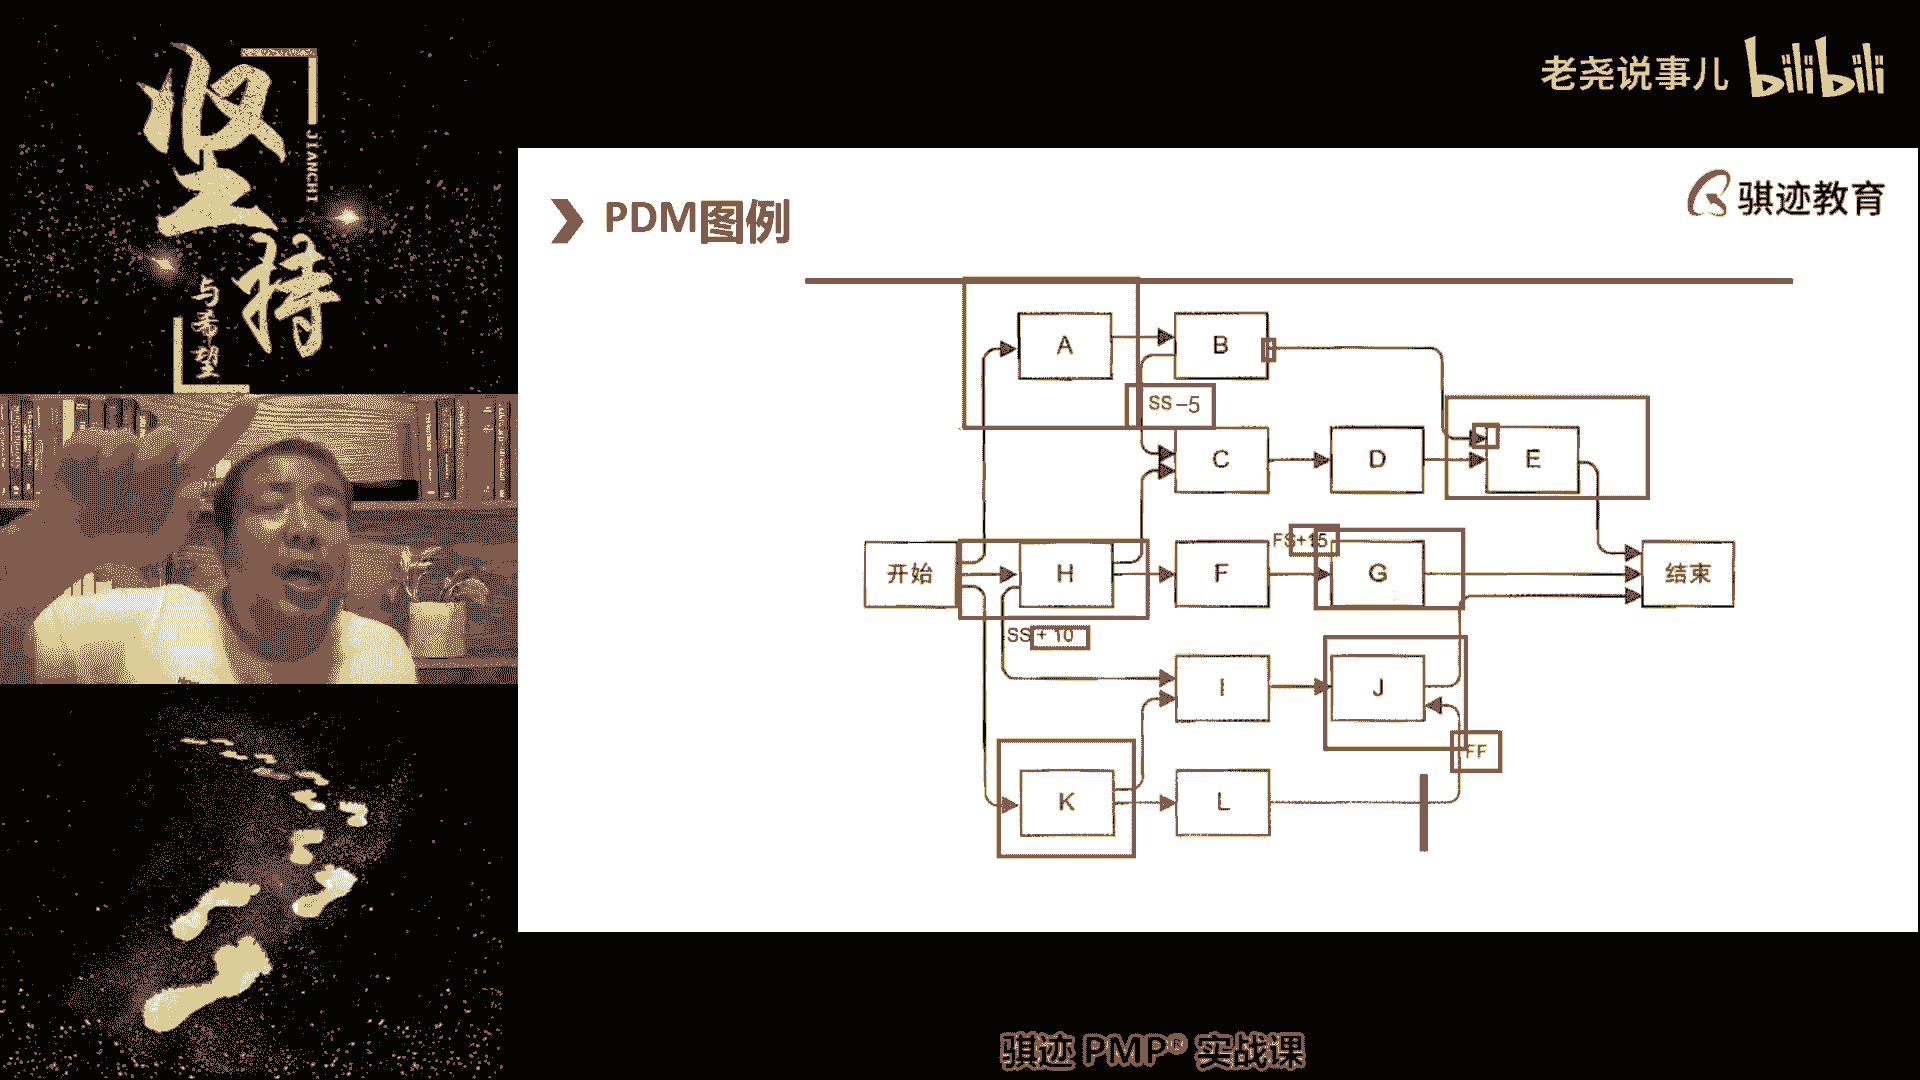 坚持
JIANCHI
与希望
老尧说事儿 bilibili
骐迹教育
PDM图例
A
B
SS-5
C
D
E
FS+15
开始
H
F
G
结束
SS+10
I
J
FF
K
L
骐迹 PMP® 实战课